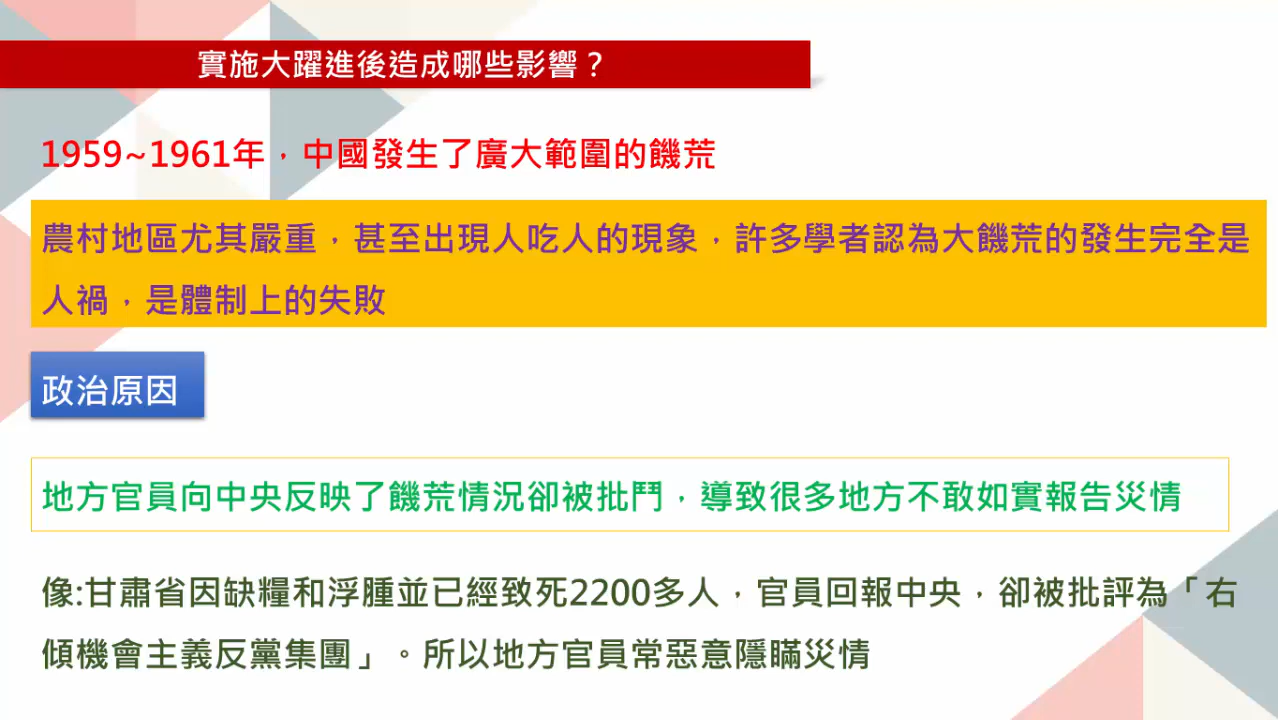 實施大躍進後造成哪些影響？
1959~1961年，中國發生了廣大範圍的饑荒
農村地區尤其嚴重，甚至出現人吃人的現象，許多學者認為大饑荒的發生完全是
人禍，是體制上的失敗
政治原因
地方官員向中央反映了饑荒情況卻被批鬥，導致很多地方不敢如實報告災情
像:甘肅省因缺糧和浮腫並已經致死2200多人，官員回報中央，卻被批評為「右
傾機會主義反黨集團」。所以地方官員常惡意隱瞞災情